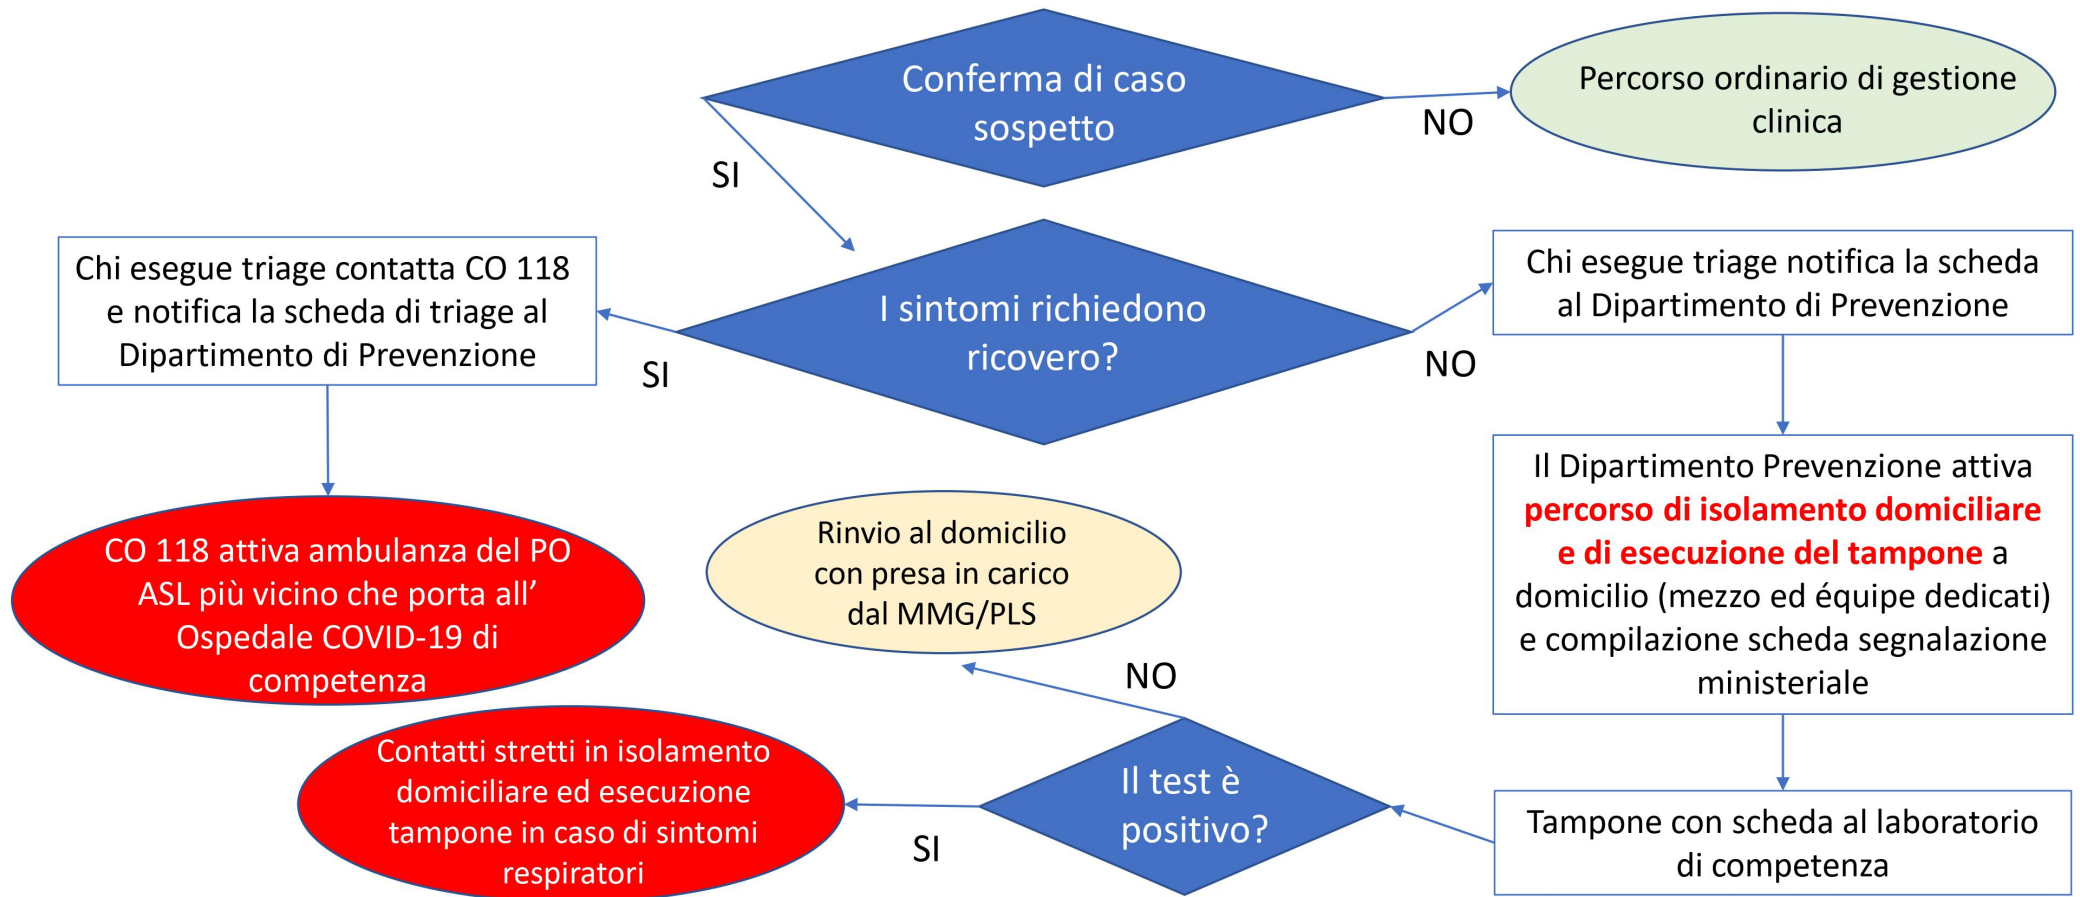 Conferma di caso
sospetto
NO
Percorso ordinario di gestione
clinica
SI
I sintomi richiedono
ricovero?
SI
Chi esegue triage contatta CO 118
e notifica la scheda di triage al
Dipartimento di Prevenzione
CO 118 attiva ambulanza del PO
ASL più vicino che porta all’
Ospedale COVID-19 di
competenza
NO
Chi esegue triage notifica la scheda
al Dipartimento di Prevenzione
Il Dipartimento Prevenzione attiva
percorso di isolamento domiciliare
e di esecuzione del tampone a
domicilio (mezzo ed équipe dedicati)
e compilazione scheda segnalazione
ministeriale
Tampone con scheda al laboratorio
di competenza
Il test è
positivo?
NO
Rinvio al domicilio
con presa in carico
dal MMG/PLS
SI
Contatti stretti in isolamento
domiciliare ed esecuzione
tampone in caso di sintomi
respiratori